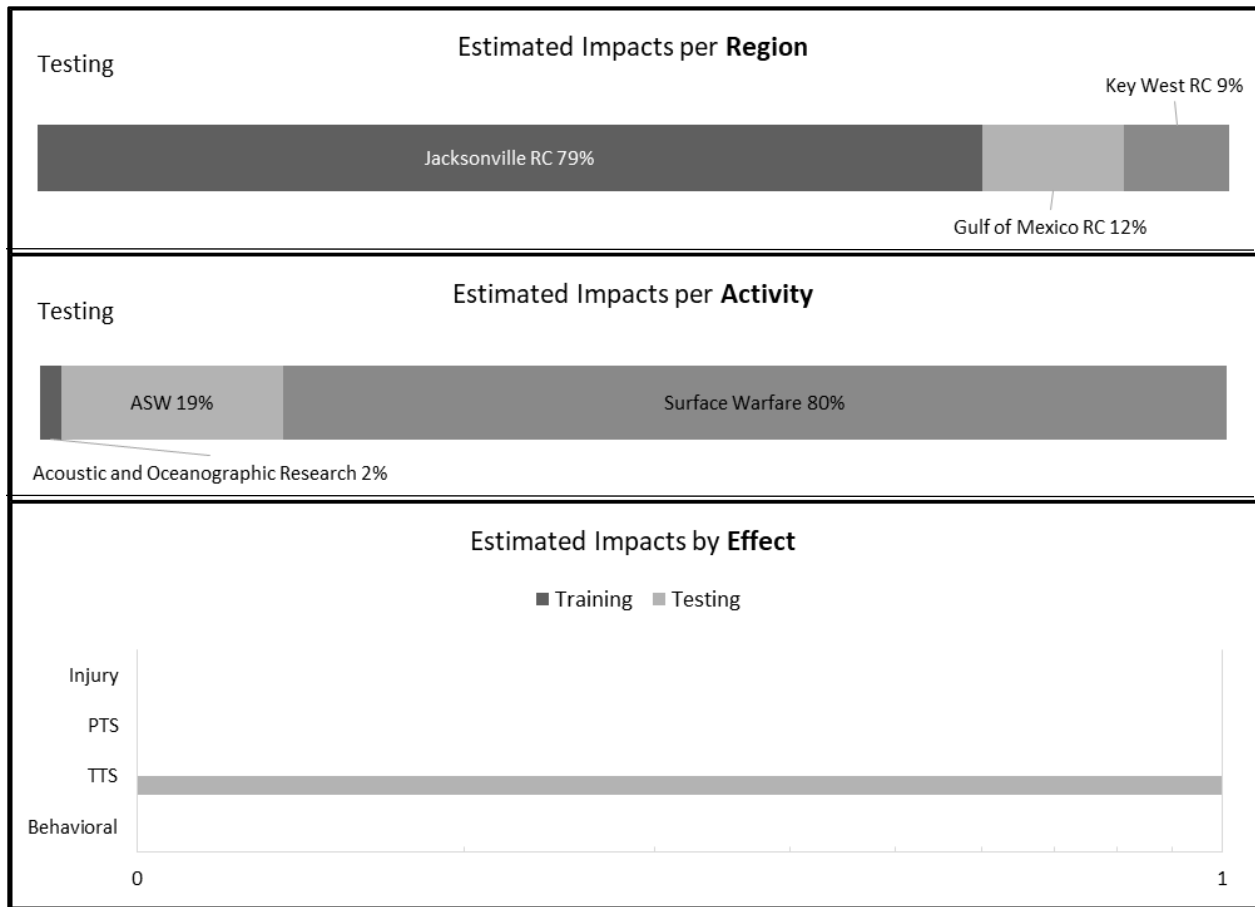 Estimated Impacts per Region
Testing
Key West RC 9%
Jacksonville RC 79%
Gulf of Mexico RC 12%
Estimated Impacts per Activity
Testing
ASW 19%
Surface Warfare 80%
Acoustic and Oceanographic Research 2%
Estimated Impacts by Effect
Training Testing
Injury
PTS
TTS
Behavioral
0 1